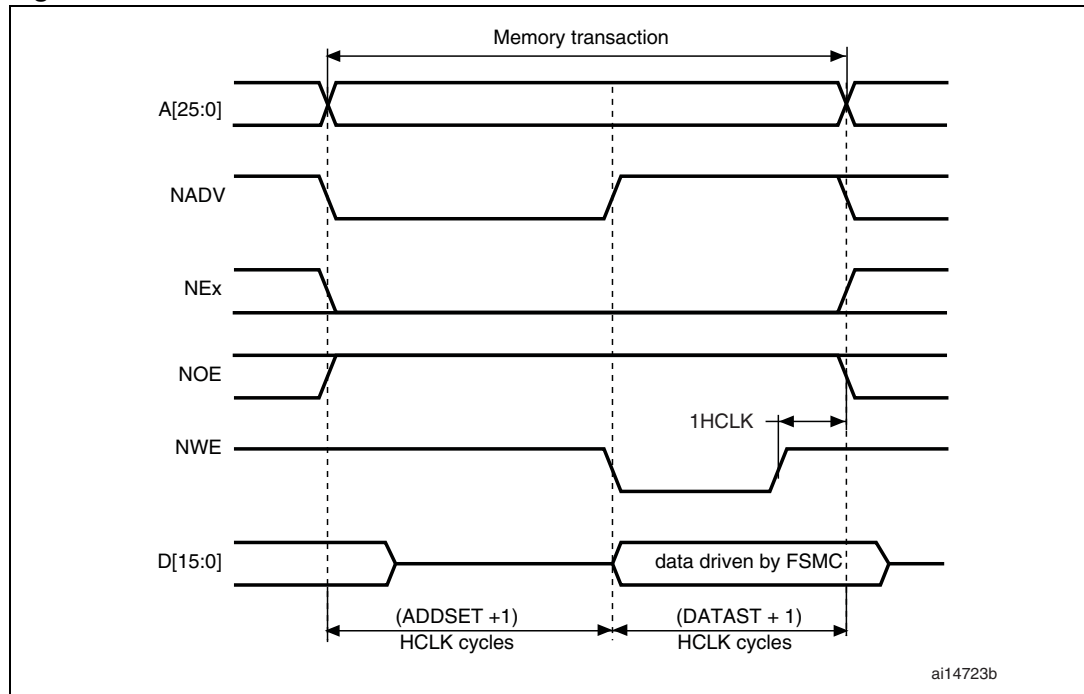 Memory transaction
A[25:0]
NADV
NEx
NOE
1HCLK
NWE
D[15:0]
data driven by FSMC
(ADDSET +1)
HCLK cycles
(DATAST + 1)
HCLK cycles
ai14723b